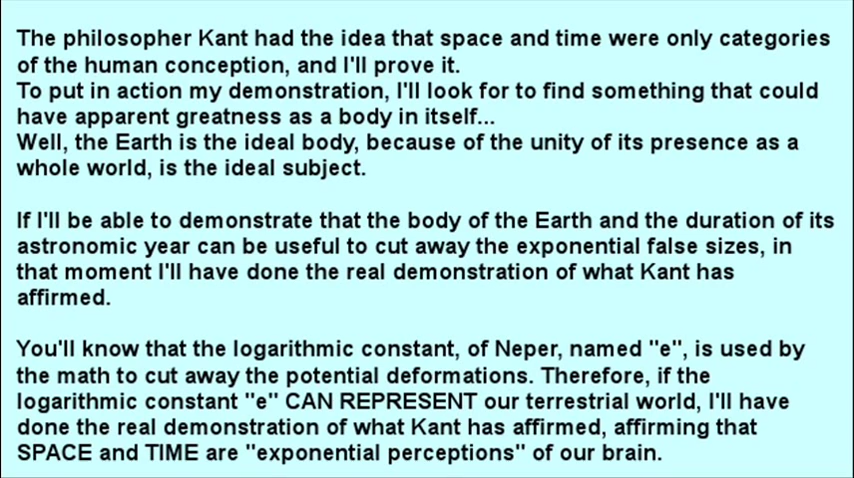 The philosopher Kant had the idea that space and time were only categories
of the human conception, and I'll prove it.
To put in action my demonstration, I'll look for to find something that could
have apparent greatness as a body in itself...
Well, the Earth is the ideal body, because of the unity of its presence as a
whole world, is the ideal subject.
If I'll be able to demonstrate that the body of the Earth and the duration of its
astronomic year can be useful to cut away the exponential false sizes, in
that moment I'll have done the real demonstration of what Kant has
affirmed.
You'll know that the logarithmic constant, of Neper, named "e", is used by
the math to cut away the potential deformations. Therefore, if the
logarithmic constant "e" CAN REPRESENT our terrestrial world, I'll have
done the real demonstration of what Kant has affirmed, affirming that
SPACE and TIME are "exponential perceptions" of our brain.